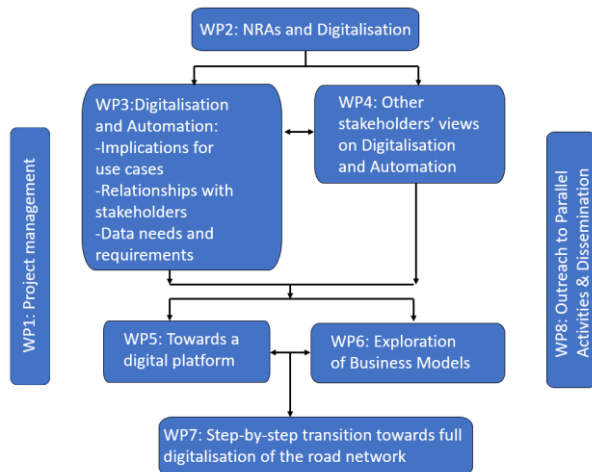 WP2: NRAs and Digitalisation
WP3:Digitalisation
and Automation:
-Implications for
use cases
-Relationships with
stakeholders
-Data needs and
requirements
WP4: Other
stakeholders' views
on Digitalisation
and Automation
WP1: Project management
WP8: Outreach to Parallel
Activities & Dissemination
WP5: Towards a
digital platform
WP6: Exploration
of Business Models
WP7: Step-by-step transition towards full
digitalisation of the road network